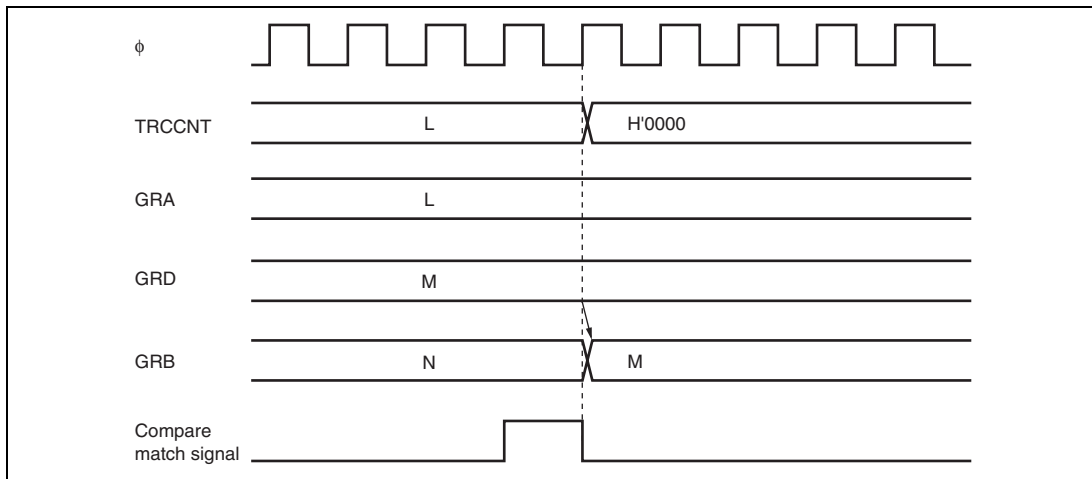 ϕ
TRCCNT L H'0000
GRA L
GRD M
GRB N M
Compare
match signal